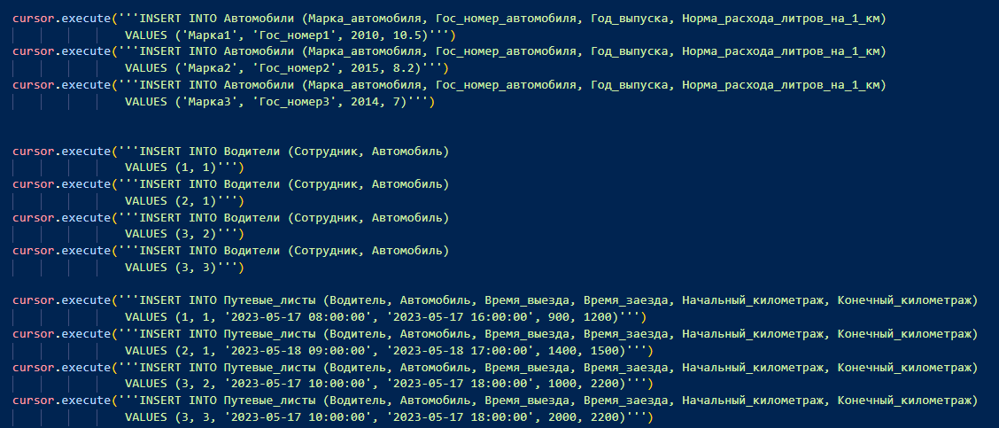 cursor.execute('''INSERT INTO Автомобили (Марка_автомобиля, Гос_номер_автомобиля, Год_выпуска, Норма_расхода_литров_на_1_км)
VALUES ('Марка1', 'Гос_номер1', 2010, 10.5)''')
cursor.execute('''INSERT INTO Автомобили (Марка_автомобиля, Гос_номер_автомобиля, Год_выпуска, Норма_расхода_литров_на_1_км)
VALUES ('Марка2', 'Гос_номер2', 2015, 8.2)''')
cursor.execute('''INSERT INTO Автомобили (Марка_автомобиля, Гос_номер_автомобиля, Год_выпуска, Норма_расхода_литров_на_1_км)
VALUES ('Марка3', 'Гос_номер3', 2014, 7)''')
cursor.execute('''INSERT INTO Водители (Сотрудник, Автомобиль)
VALUES (1, 1)''')
cursor.execute('''INSERT INTO Водители (Сотрудник, Автомобиль)
VALUES (2, 1)''')
cursor.execute('''INSERT INTO Водители (Сотрудник, Автомобиль)
VALUES (3, 2)''')
cursor.execute('''INSERT INTO Водители (Сотрудник, Автомобиль)
VALUES (3, 3)''')
cursor.execute('''INSERT INTO Путевые_листы (Водитель, Автомобиль, Время_выезда, Время_заезда, Начальный_километраж, Конечный_километраж)
VALUES (1, 1, '2023-05-17 08:00:00', '2023-05-17 16:00:00', 900, 1200)''')
cursor.execute('''INSERT INTO Путевые_листы (Водитель, Автомобиль, Время_выезда, Время_заезда, Начальный_километраж, Конечный_километраж)
VALUES (2, 1, '2023-05-18 09:00:00', '2023-05-18 17:00:00', 1400, 1500)''')
cursor.execute('''INSERT INTO Путевые_листы (Водитель, Автомобиль, Время_выезда, Время_заезда, Начальный_километраж, Конечный_километраж)
VALUES (3, 2, '2023-05-17 10:00:00', '2023-05-17 18:00:00', 1000, 2200)''')
cursor.execute('''INSERT INTO Путевые_листы (Водитель, Автомобиль, Время_выезда, Время_заезда, Начальный_километраж, Конечный_километраж)
VALUES (3, 3, '2023-05-17 10:00:00', '2023-05-17 18:00:00', 2000, 2200)''')